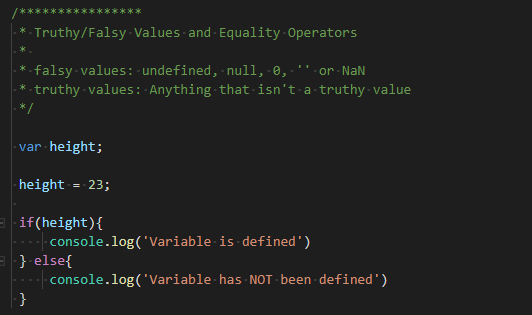 /****************
* Truthy/Falsy Values and Equality Operators
*
* falsy values: undefined, null, 0, '' or NaN
* truthy values: Anything that isn't a truthy value
*/
var height;
height = 23;
if(height){
console.log('Variable is defined')
} else{
console.log('Variable has NOT been defined')
}